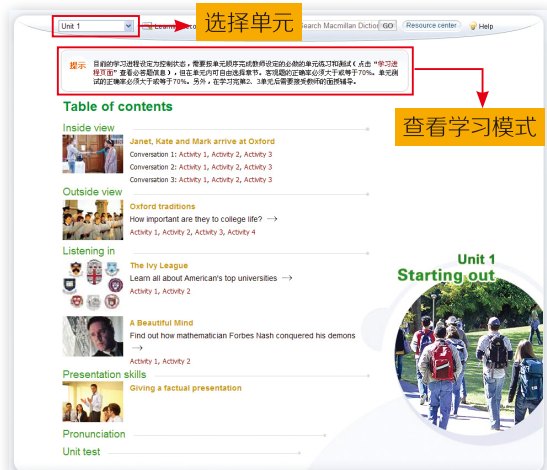 Unit 1
选择单元
Search Macmillan Diction
GO
Resource center
Help
提示 目前的学习进程设定为控制状态，需要按单元顺序完成教师设定的必做的单元练习和测试（点击“学习进
程页面”查看必答题信息），但在单元内可自由选择章节。客观题的正确率必须大于或等于70%。单元测
试的正确率必须大于或等于70%。另外，在学习完第2、3单元后需要接受教师的面授辅导。
查看学习模式
Table of contents
Inside view
Janet, Kate and Mark arrive at Oxford
Conversation 1: Activity 1, Activity 2, Activity 3
Conversation 2: Activity 1, Activity 2, Activity 3
Conversation 3: Activity 1, Activity 2, Activity 3
Outside view
Oxford traditions
How important are they to college life? →
Activity 1, Activity 2, Activity 3, Activity 4
Listening in
The Ivy League
Learn all about American's top universities →
Activity 1, Activity 2
A Beautiful Mind
Find out how mathematician Forbes Nash conquered his demons
→
Activity 1, Activity 2
Presentation skills
Giving a factual presentation
Pronunciation
Unit test
Unit 1
Starting out